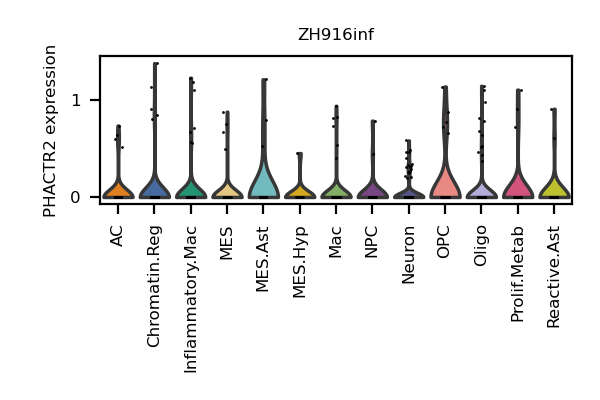 ZH916inf
PHACTR2 expression
1
0
AC
Chromatin.Reg
Inflammatory.Mac
MES
MES.Ast
MES.Hyp
Mac
NPC
Neuron
OPC
Oligo
Prolif.Metab
Reactive.Ast